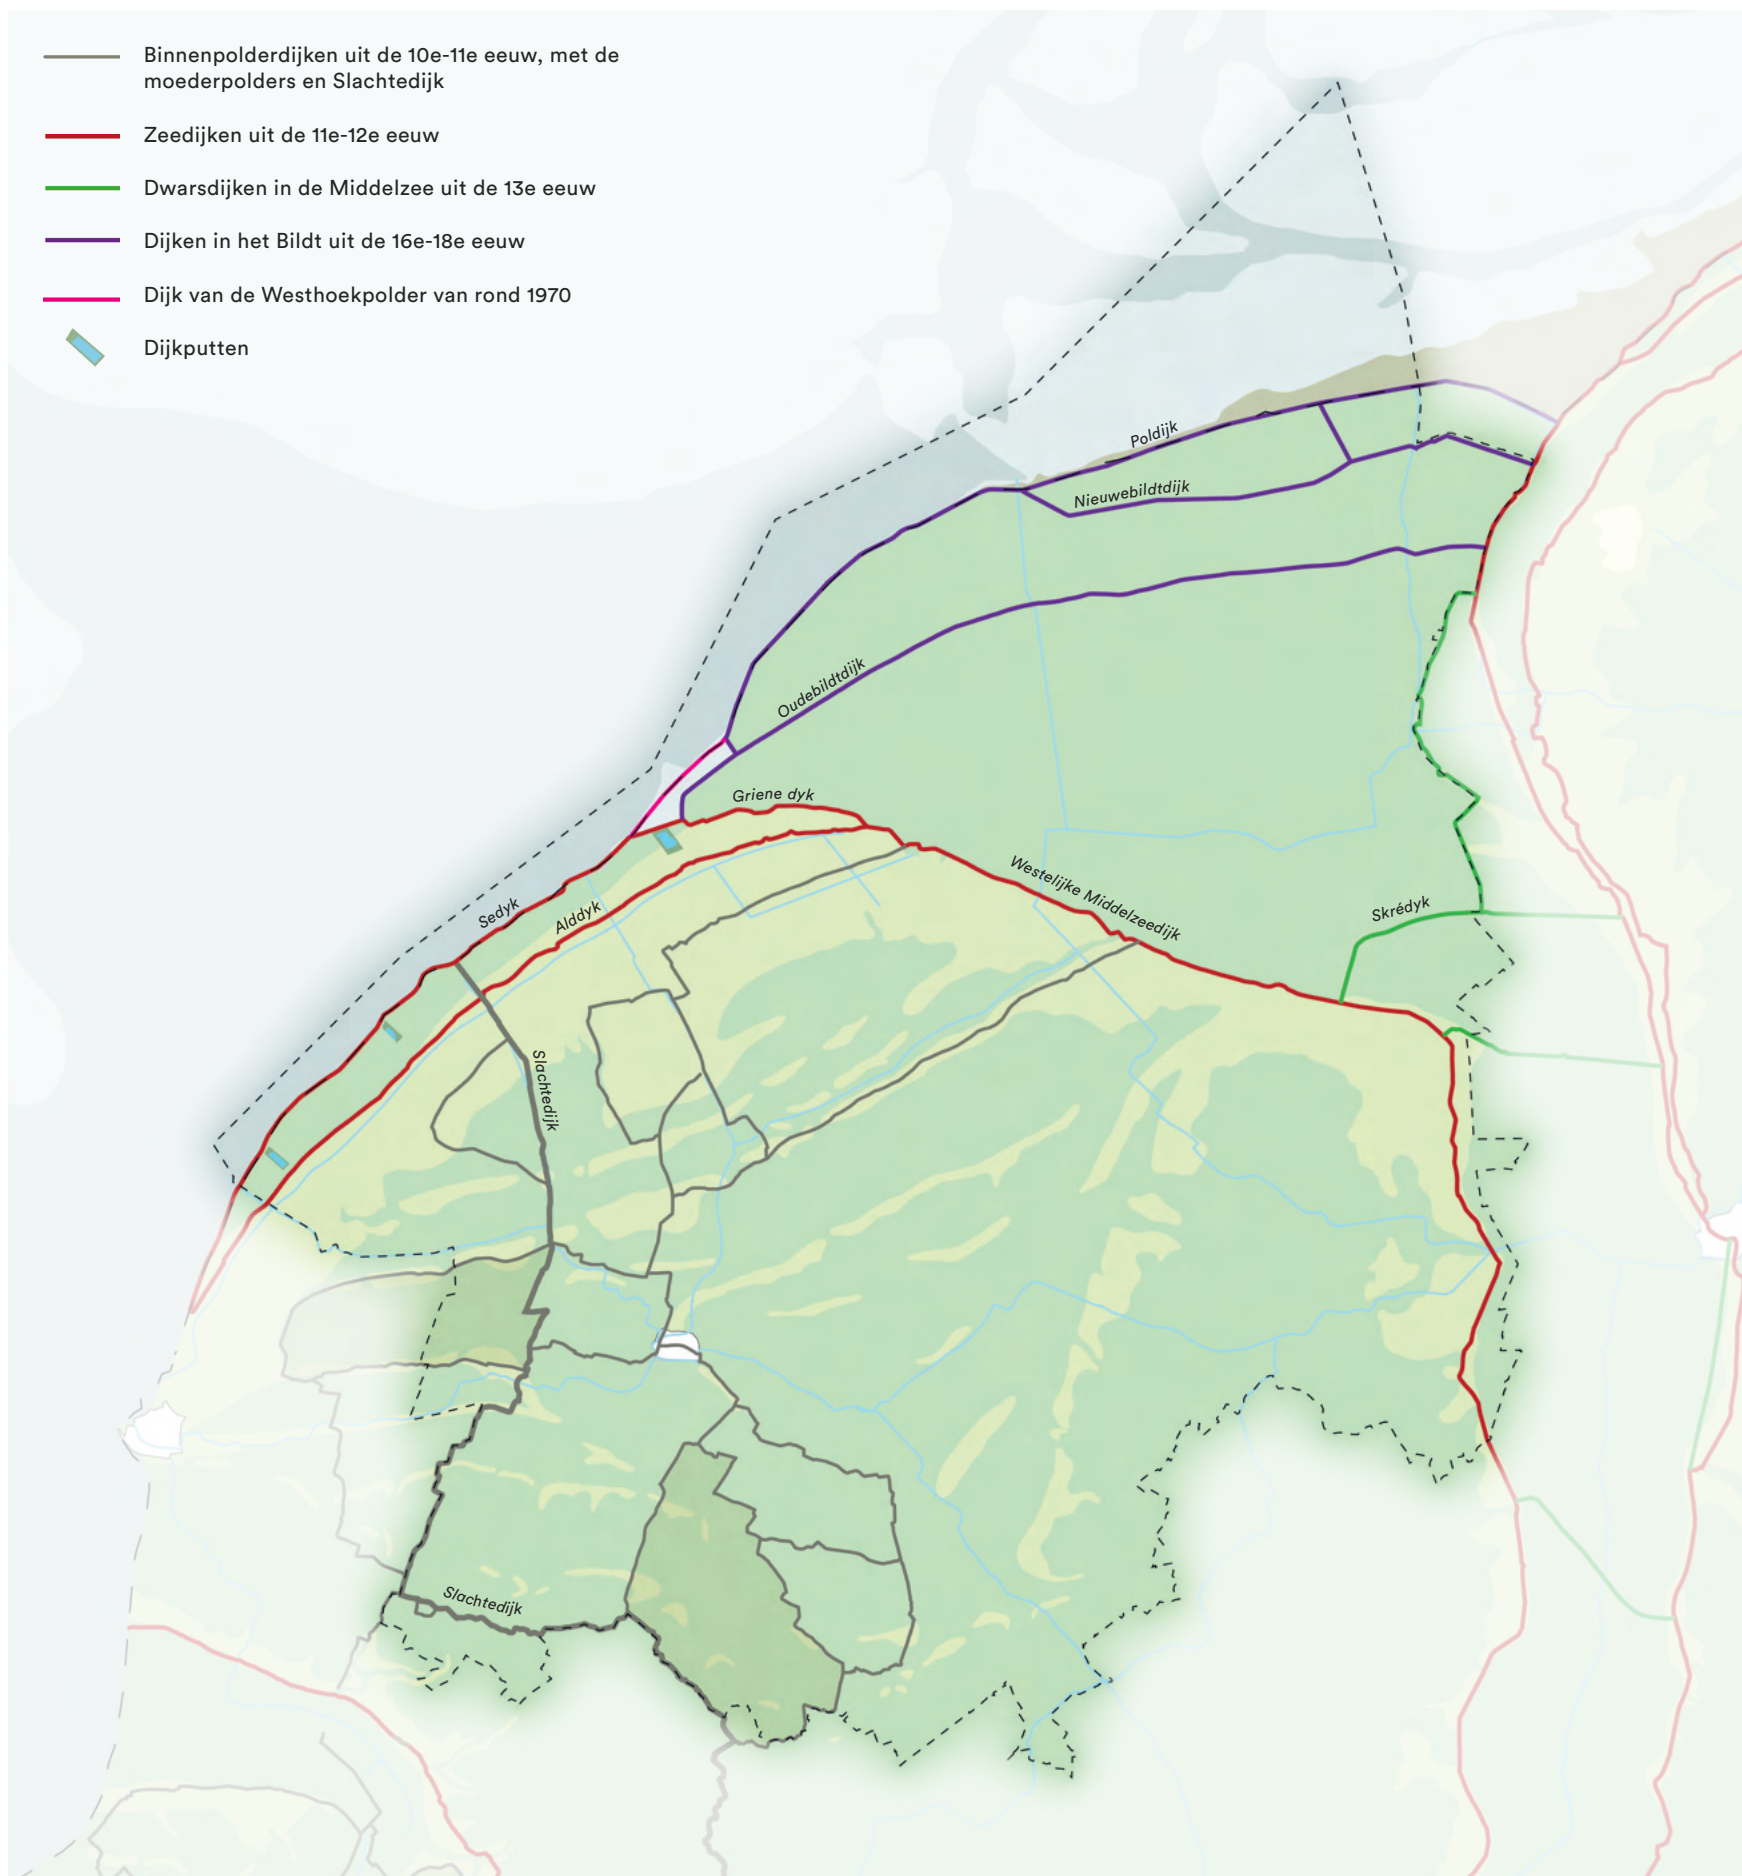 Binnenpolderdijken uit de 10e-11e eeuw, met de
moederpolders en Slachtedijk
Zeedijken uit de 11e-12e eeuw
Dwarsdijken in de Middelzee uit de 13e eeuw
Dijken in het Bildt uit de 16e-18e eeuw
Dijk van de Westhoekpolder van rond 1970
Dijkputten
Poldijk
Nieuwebildtdijk
Oudebildtdijk
Griene dyk
Westelijke Middelzeedijk
Skrédyk
Sedyk
Alddyk
Slachtedijk
Slachtedijk